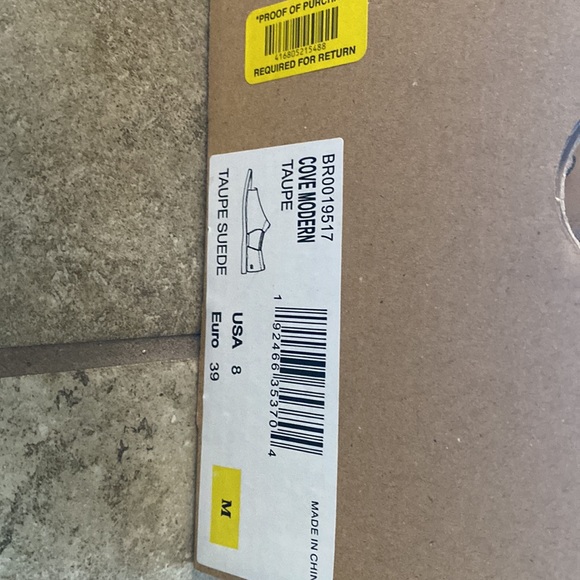 *PROOF OF PURCH
416805215488
REQUIRED FOR RETURN
BR0019517
COVE MODERN
TAUPE
TAUPE SUEDE
1 92466 35370 4
USA 8
Euro 39
M
MADE IN CHIN